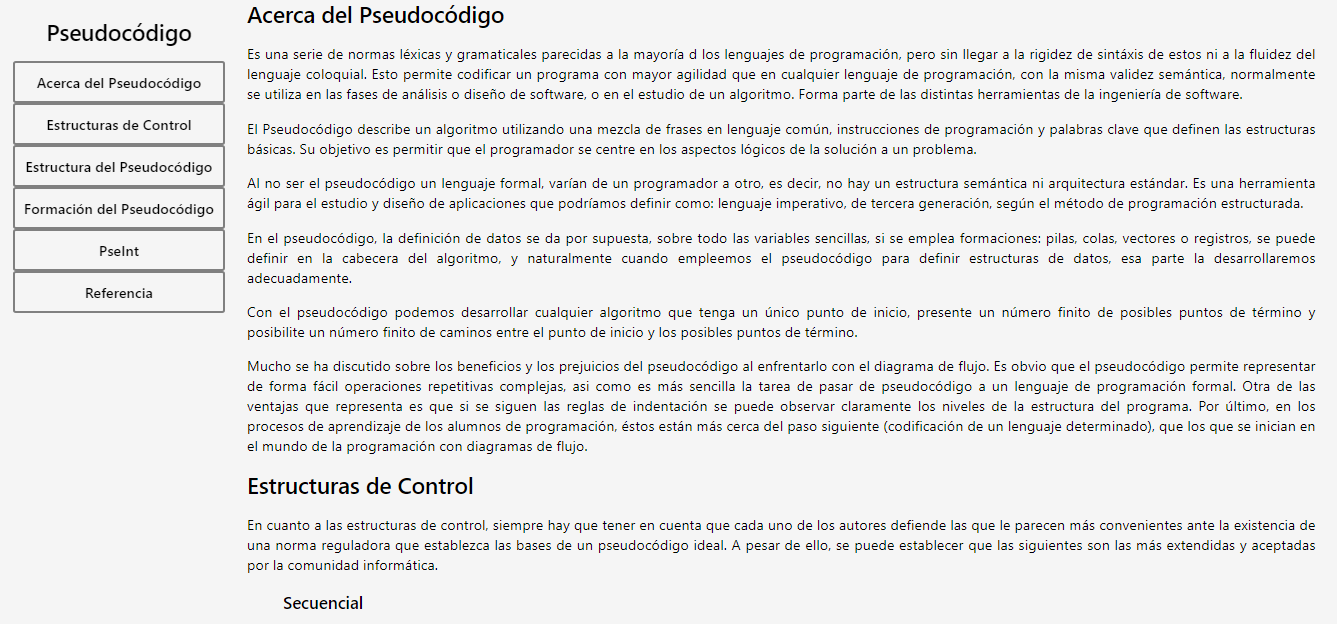 Pseudocódigo
Acerca del Pseudocódigo
Estructuras de Control
Estructura del Pseudocódigo
Formación del Pseudocódigo
PseInt
Referencia
Acerca del Pseudocódigo
Es una serie de normas léxicas y gramaticales parecidas a la mayoría d los lenguajes de programación, pero sin llegar a la rigidez de sintáxis de estos ni a la fluidez del
lenguaje coloquial. Esto permite codificar un programa con mayor agilidad que en cualquier lenguaje de programación, con la misma validez semántica, normalmente
se utiliza en las fases de análisis o diseño de software, o en el estudio de un algoritmo. Forma parte de las distintas herramientas de la ingeniería de software.
El Pseudocódigo describe un algoritmo utilizando una mezcla de frases en lenguaje común, instrucciones de programación y palabras clave que definen las estructuras
básicas. Su objetivo es permitir que el programador se centre en los aspectos lógicos de la solución a un problema.
Al no ser el pseudocódigo un lenguaje formal, varían de un programador a otro, es decir, no hay un estructura semántica ni arquitectura estándar. Es una herramienta
ágil para el estudio y diseño de aplicaciones que podríamos definir como: lenguaje imperativo, de tercera generación, según el método de programación estructurada.
En el pseudocódigo, la definición de datos se da por supuesta, sobre todo las variables sencillas, si se emplea formaciones: pilas, colas, vectores o registros, se puede
definir en la cabecera del algoritmo, y naturalmente cuando empleemos el pseudocódigo para definir estructuras de datos, esa parte la desarrollaremos
adecuadamente.
Con el pseudocódigo podemos desarrollar cualquier algoritmo que tenga un único punto de inicio, presente un número finito de posibles puntos de término y
posibilite un número finito de caminos entre el punto de inicio y los posibles puntos de término.
Mucho se ha discutido sobre los beneficios y los prejuicios del pseudocódigo al enfrentarlo con el diagrama de flujo. Es obvio que el pseudocódigo permite representar
de forma fácil operaciones repetitivas complejas, asi como es más sencilla la tarea de pasar de pseudocódigo a un lenguaje de programación formal. Otra de las
ventajas que representa es que si se siguen las reglas de indentación se puede observar claramente los niveles de la estructura del programa. Por último, en los
procesos de aprendizaje de los alumnos de programación, éstos están más cerca del paso siguiente (codificación de un lenguaje determinado), que los que se inician en
el mundo de la programación con diagramas de flujo.
Estructuras de Control
En cuanto a las estructuras de control, siempre hay que tener en cuenta que cada uno de los autores defiende las que le parecen más convenientes ante la existencia de
una norma reguladora que establezca las bases de un pseudocódigo ideal. A pesar de ello, se puede establecer que las siguientes son las más extendidas y aceptadas
por la comunidad informática.
Secuencial